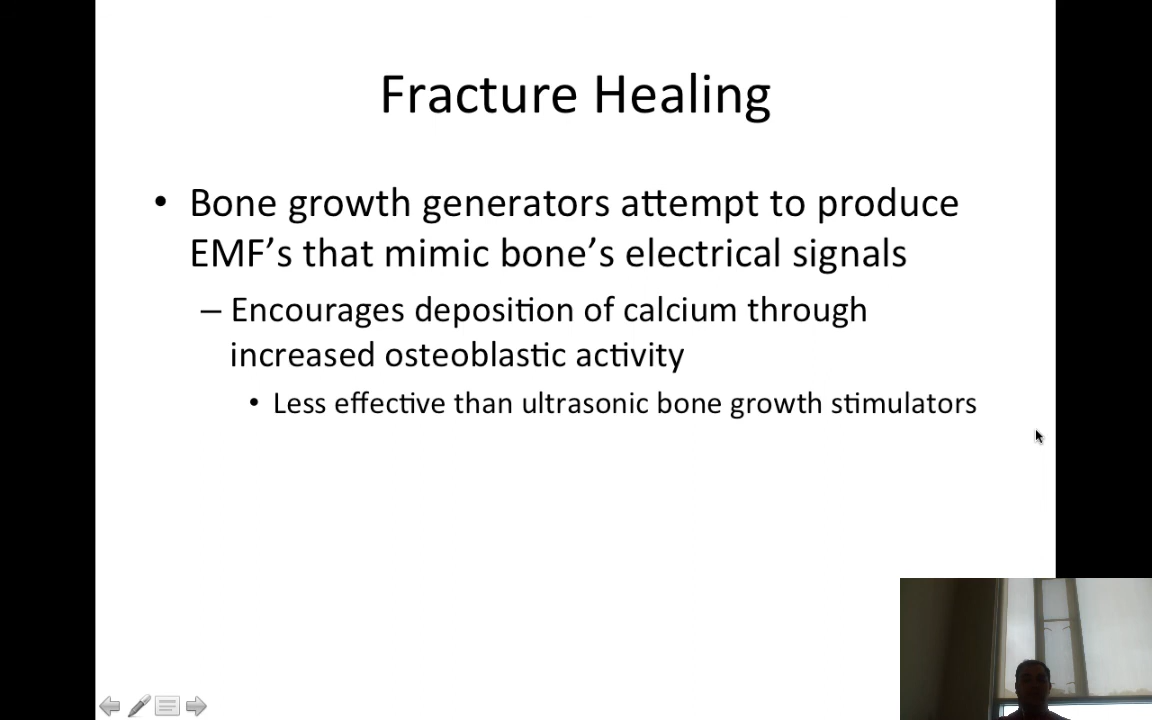 Fracture Healing
• Bone growth generators attempt to produce
EMF’s that mimic bone’s electrical signals
– Encourages deposition of calcium through
increased osteoblastic activity
• Less effective than ultrasonic bone growth stimulators